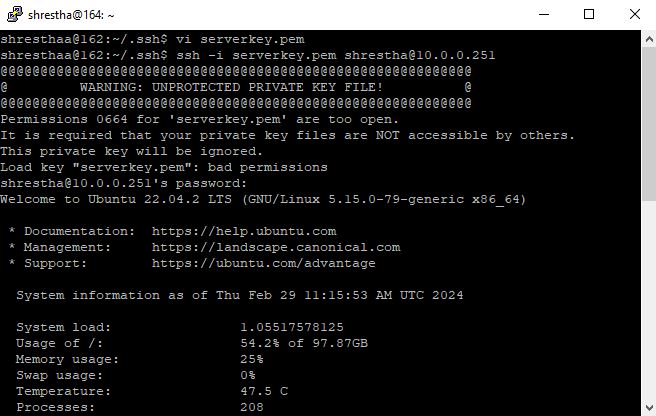 shrestha@164: ~
shresthaa@162:~/.ssh$ vi serverkey.pem
shresthaa@162:~/.ssh$ ssh -i serverkey.pem shrestha@10.0.0.251
@@@@@@@@@@@@@@@@@@@@@@@@@@@@@@@@@@@@@@@@@@@@@@@@@@@@@@@@@@@
@         WARNING: UNPROTECTED PRIVATE KEY FILE!          @
@@@@@@@@@@@@@@@@@@@@@@@@@@@@@@@@@@@@@@@@@@@@@@@@@@@@@@@@@@@
Permissions 0664 for 'serverkey.pem' are too open.
It is required that your private key files are NOT accessible by others.
This private key will be ignored.
Load key "serverkey.pem": bad permissions
shrestha@10.0.0.251's password:
Welcome to Ubuntu 22.04.2 LTS (GNU/Linux 5.15.0-79-generic x86_64)
* Documentation:  https://help.ubuntu.com
* Management:     https://landscape.canonical.com
* Support:        https://ubuntu.com/advantage
System information as of Thu Feb 29 11:15:53 AM UTC 2024
System load:                1.05517578125
Usage of /:                 54.2% of 97.87GB
Memory usage:               25%
Swap usage:                 0%
Temperature:                47.5 C
Processes:                  208